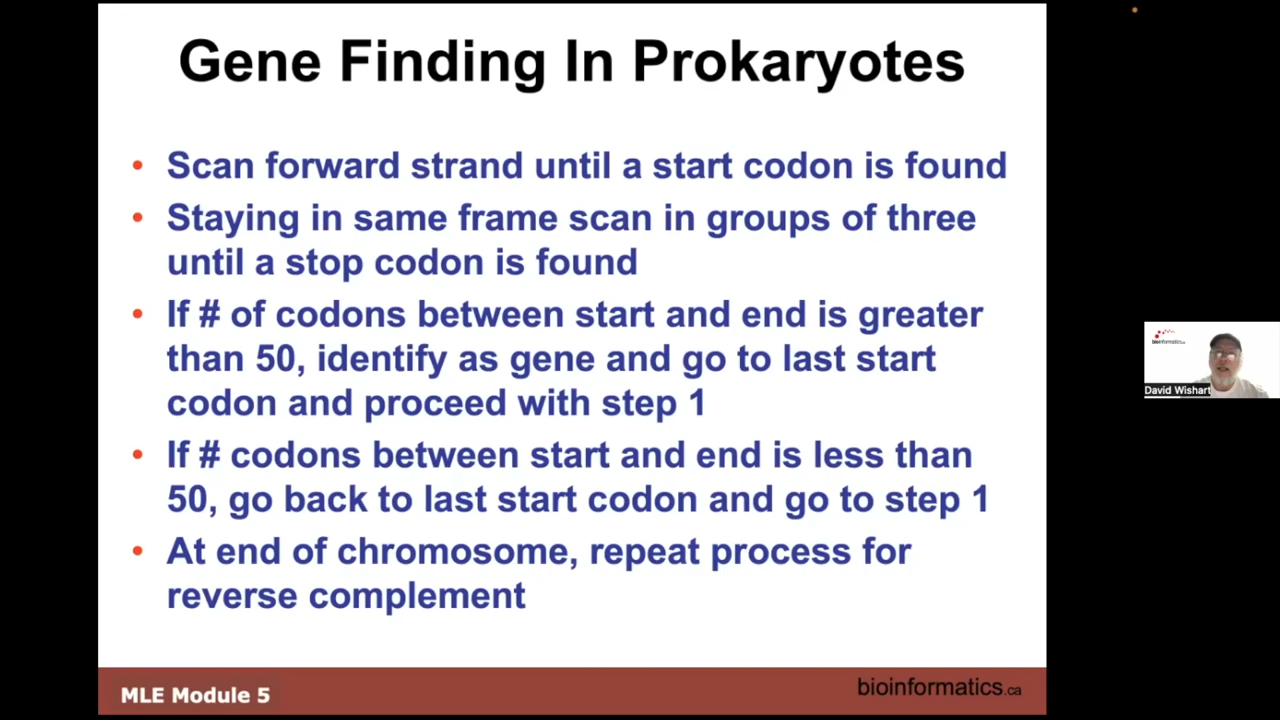 Gene Finding In Prokaryotes
• Scan forward strand until a start codon is found
• Staying in same frame scan in groups of three
until a stop codon is found
• If # of codons between start and end is greater
than 50, identify as gene and go to last start
codon and proceed with step 1
• If # codons between start and end is less than
50, go back to last start codon and go to step 1
• At end of chromosome, repeat process for
reverse complement
MLE Module 5
bioinformatics.ca
bioinformatics.ca
David Wishart